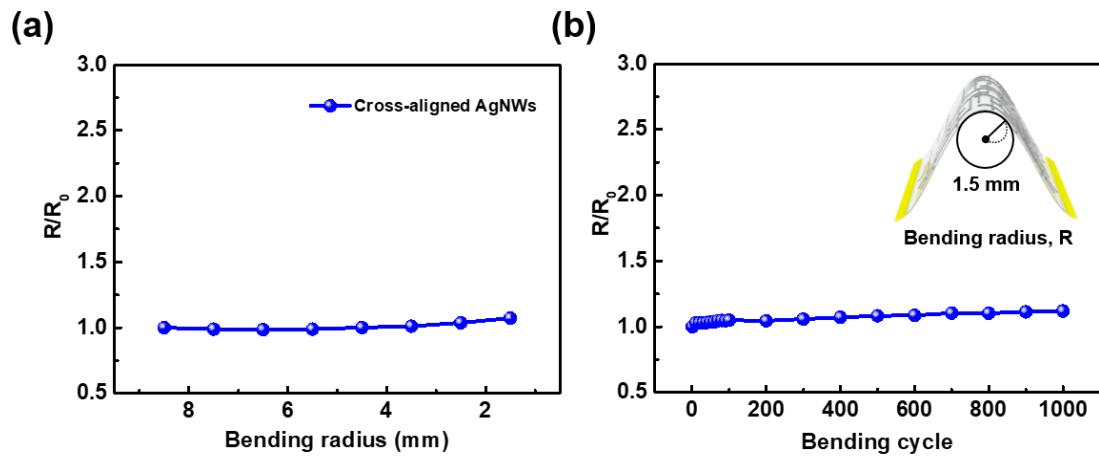 (a)
3.0
2.5
2.0
1.5
1.0
0.5
R/R0
8 6 4 2
Bending radius (mm)
Cross-aligned AgNWs
(b)
3.0
2.5
2.0
1.5
1.0
0.5
R/R0
0 200 400 600 800 1000
Bending cycle
1.5 mm
Bending radius, R